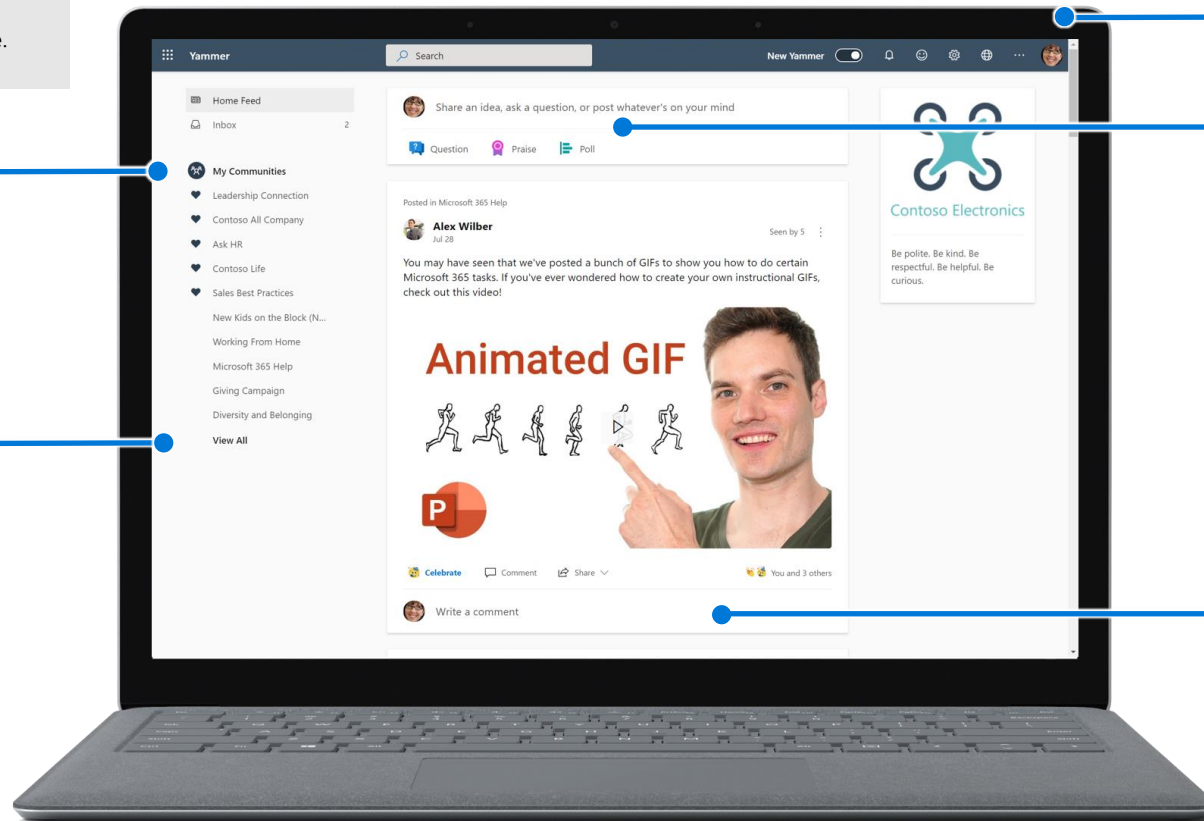 e.
Yammer
Search
New Yammer
Home Feed
Inbox 2
My Communities
Leadership Connection
Contoso All Company
Ask HR
Contoso Life
Sales Best Practices
New Kids on the Block (N...
Working From Home
Microsoft 365 Help
Giving Campaign
Diversity and Belonging
View All
Share an idea, ask a question, or post whatever's on your mind
Question Praise Poll
Posted in Microsoft 365 Help
Alex Wilber
Jul 28
Seen by 5
You may have seen that we've posted a bunch of GIFs to show you how to do certain
Microsoft 365 tasks. If you've ever wondered how to create your own instructional GIFs,
check out this video!
Animated GIF
P
Celebrate Comment Share
You and 3 others
Write a comment
Contoso Electronics
Be polite. Be kind. Be
respectful. Be helpful. Be
curious.